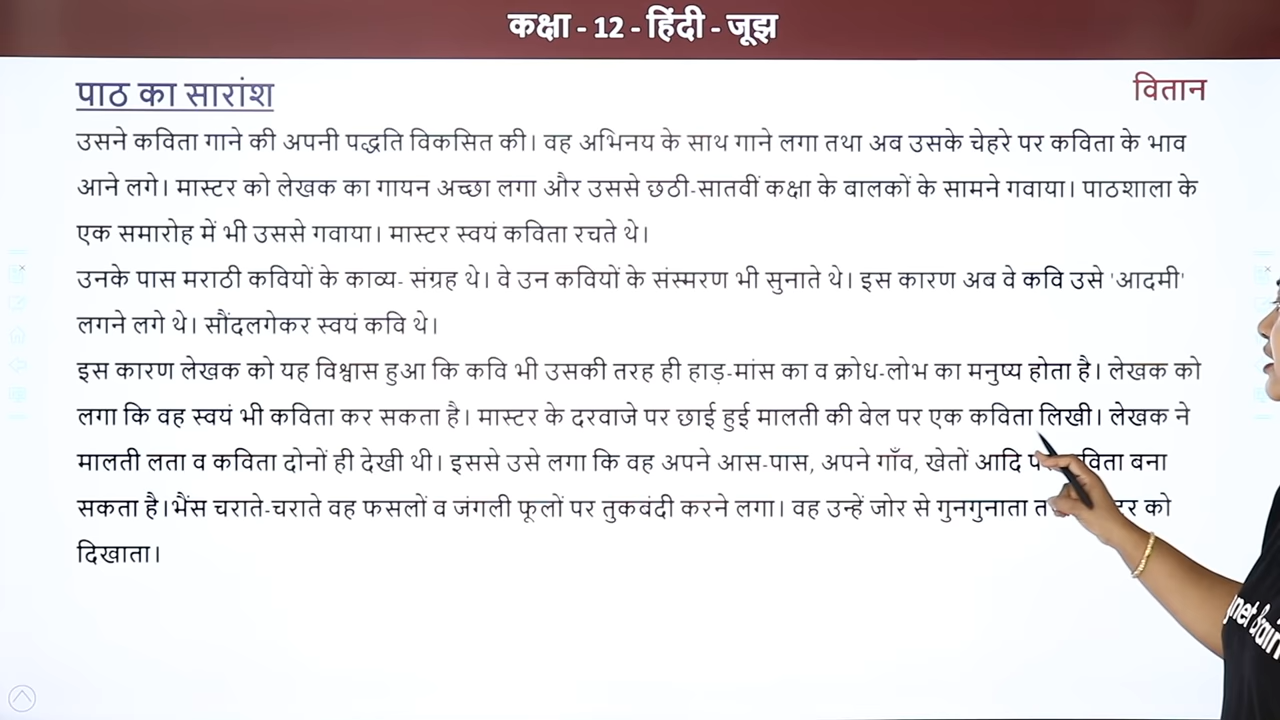 कक्षा - 12 - हिंदी - जूझ
पाठ का सारांश
वितान
उसने कविता गाने की अपनी पद्धति विकसित की। वह अभिनय के साथ गाने लगा तथा अब उसके चेहरे पर कविता के भाव
आने लगे। मास्टर को लेखक का गायन अच्छा लगा और उससे छठी-सातवीं कक्षा के बालकों के सामने गवाया। पाठशाला के
एक समारोह में भी उससे गवाया। मास्टर स्वयं कविता रचते थे।
उनके पास मराठी कवियों के काव्य- संग्रह थे। वे उन कवियों के संस्मरण भी सुनाते थे। इस कारण अब वे कवि उसे 'आदमी'
लगने लगे थे। सौंदलगेकर स्वयं कवि थे।
इस कारण लेखक को यह विश्वास हुआ कि कवि भी उसकी तरह ही हाड़-मांस का व क्रोध-लोभ का मनुष्य होता है। लेखक को
लगा कि वह स्वयं भी कविता कर सकता है। मास्टर के दरवाजे पर छाई हुई मालती की बेल पर एक कविता लिखी। लेखक ने
मालती लता व कविता दोनों ही देखी थी। इससे उसे लगा कि वह अपने आस-पास, अपने गाँव, खेतों आदि बना
सकता है।भैंस चराते-चराते वह फसलों व जंगली फूलों पर तुकबंदी करने लगा। वह उन्हें जोर से गुनगुनाता को
दिखाता।